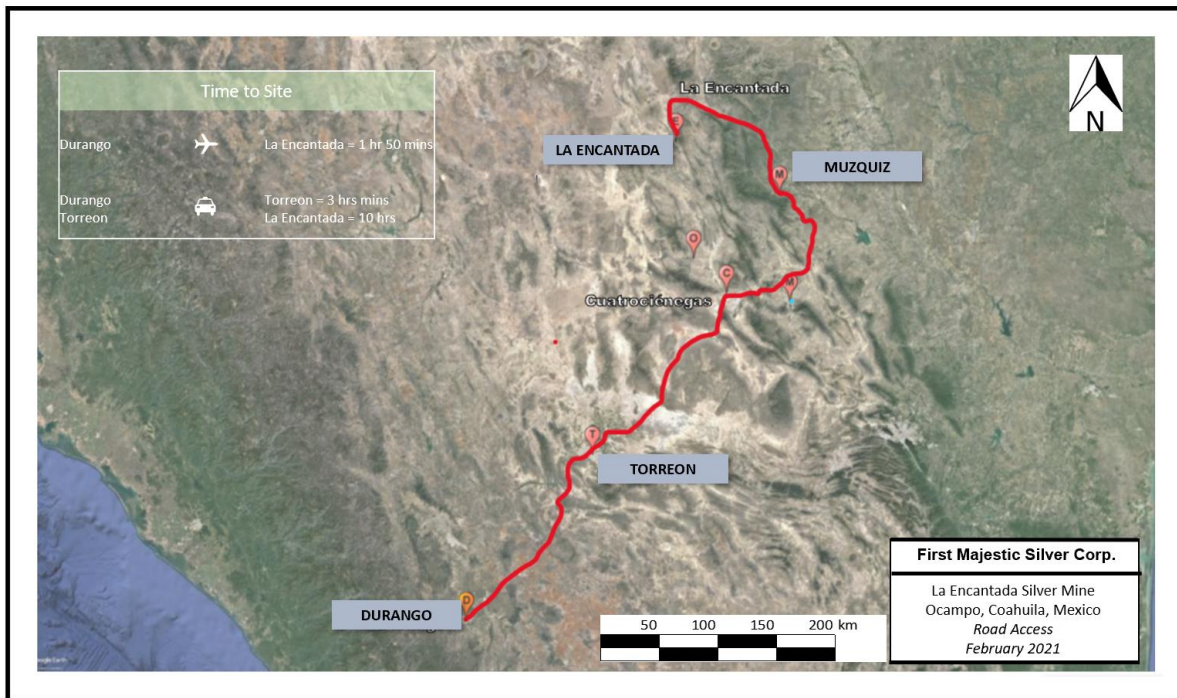 Time to Site
Durango La Encantada = 1 hr 50 mins
Durango Torreon = 3 hrs mins
Torreon La Encantada = 10 hrs
La Encantada
N
E
LA ENCANTADA
MUZQUIZ
M
O
C
M
Cuatrociénegas
T
TORREON
D
DURANGO
50 100 150 200 km
First Majestic Silver Corp.
La Encantada Silver Mine
Ocampo, Coahuila, Mexico
Road Access
February 2021